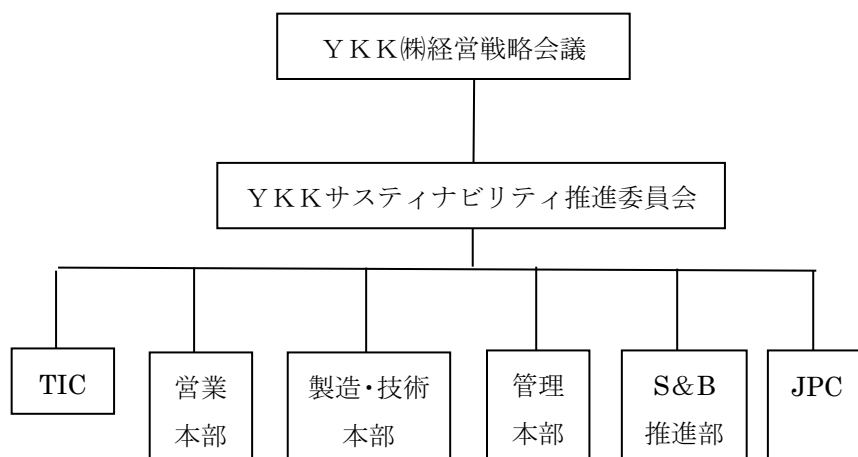 ＹＫＫ㈱経営戦略会議
ＹＫＫサスティナビリティ推進委員会
TIC
営業
本部
製造・技術
本部
管理
本部
S&B
推進部
JPC